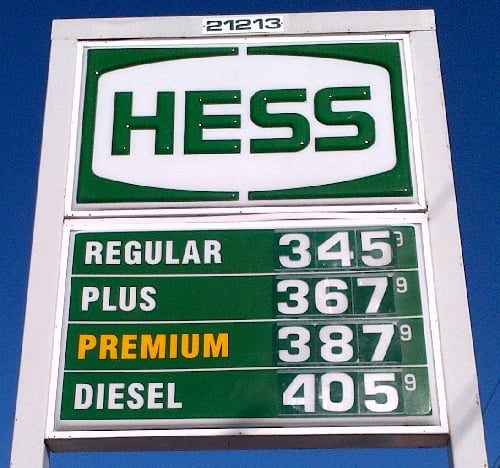 21213
HESS
REGULAR 345 9
PLUS 367 9
PREMIUM 387 9
DIESEL 405 9